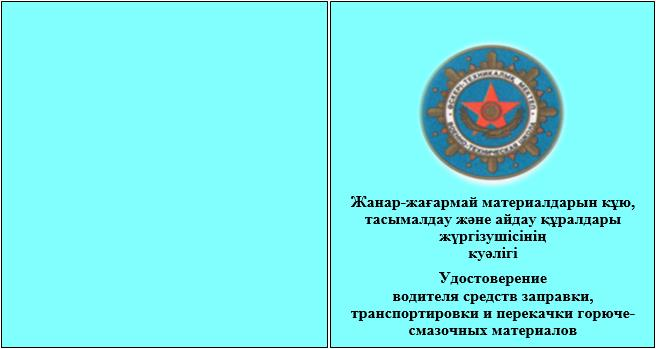 ӘСКЕРИ-ТЕХНИКАЛЫҚ МЕКТЕП
ВОЕННО-ТЕХНИЧЕСКАЯ ШКОЛА
Жанар-жағармай материалдарын құю,
тасымалдау және айдау құралдары
жүргізушісінің
куәлігі
Удостоверение
водителя средств заправки,
транспортировки и перекачки горюче-
смазочных материалов